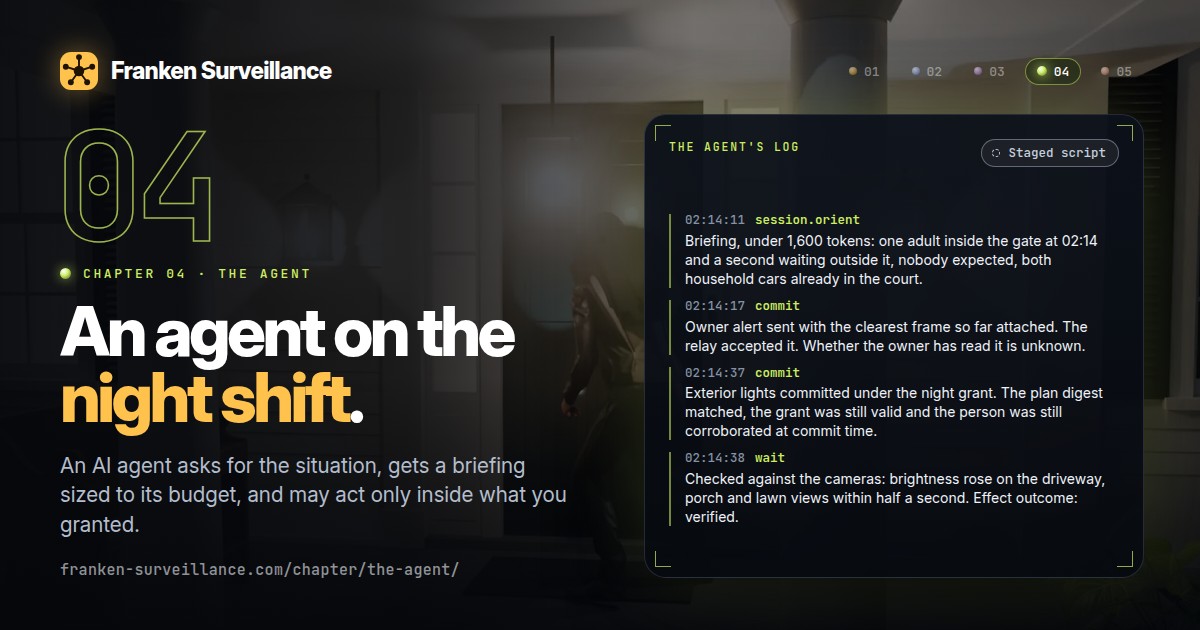 Franken Surveillance
01 02 03 04 05
04
CHAPTER 04 · THE AGENT
An agent on the
night shift.
An AI agent asks for the situation, gets a briefing
sized to its budget, and may act only inside what you
granted.
franken-surveillance.com/chapter/the-agent/
THE AGENT'S LOG
Staged script
02:14:11 session.orient
Briefing, under 1,600 tokens: one adult inside the gate at 02:14
and a second waiting outside it, nobody expected, both
household cars already in the court.
02:14:17 commit
Owner alert sent with the clearest frame so far attached. The
relay accepted it. Whether the owner has read it is unknown.
02:14:37 commit
Exterior lights committed under the night grant. The plan digest
matched, the grant was still valid and the person was still
corroborated at commit time.
02:14:38 wait
Checked against the cameras: brightness rose on the driveway,
porch and lawn views within half a second. Effect outcome:
verified.